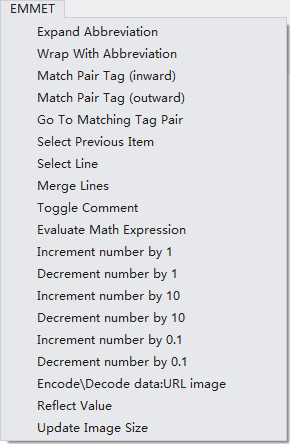 EMMET
Expand Abbreviation
Wrap With Abbreviation
Match Pair Tag (inward)
Match Pair Tag (outward)
Go To Matching Tag Pair
Select Previous Item
Select Line
Merge Lines
Toggle Comment
Evaluate Math Expression
Increment number by 1
Decrement number by 1
Increment number by 10
Decrement number by 10
Increment number by 0.1
Decrement number by 0.1
Encode\Decode data:URL image
Reflect Value
Update Image Size